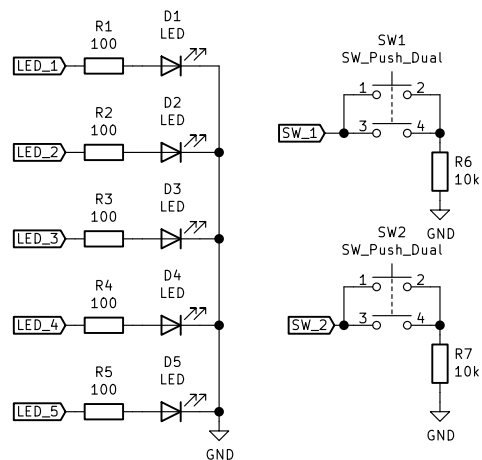 D1
LED
R1
100
LED_1
D2
LED
R2
100
LED_2
D3
LED
R3
100
LED_3
D4
LED
R4
100
LED_4
D5
LED
R5
100
LED_5
GND
SW1
SW_Push_Dual
1 2
SW_1
3 4
R6
10k
GND
SW2
SW_Push_Dual
1 2
SW_2
3 4
R7
10k
GND